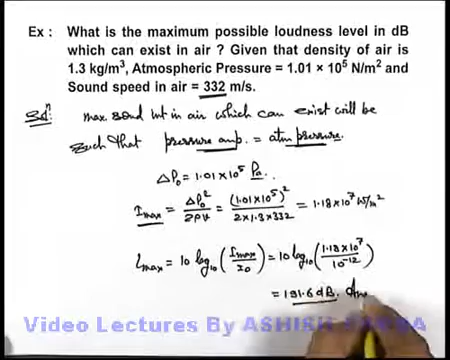 Ex : What is the maximum possible loudness level in dB
which can exist in air ? Given that density of air is
1.3 kg/m³, Atmospheric Pressure = 1.01 × 10⁵ N/m² and
Sound speed in air = 332 m/s.
Solⁿ max. sound Int in air which can exist will be
such that pressure amp. = atm pressure.
ΔP₀ = 1.01×10⁵ Pa.
I_max = ΔP₀²/2ρv = (1.01×10⁵)²/2×1.3×332 = 1.18×10⁷ W/m²
L_max = 10 log₁₀ (I_max/I₀) = 10 log₁₀ (1.18×10⁷/10⁻¹²)
= 191.6 dB.
Video Lectures By ASHISH